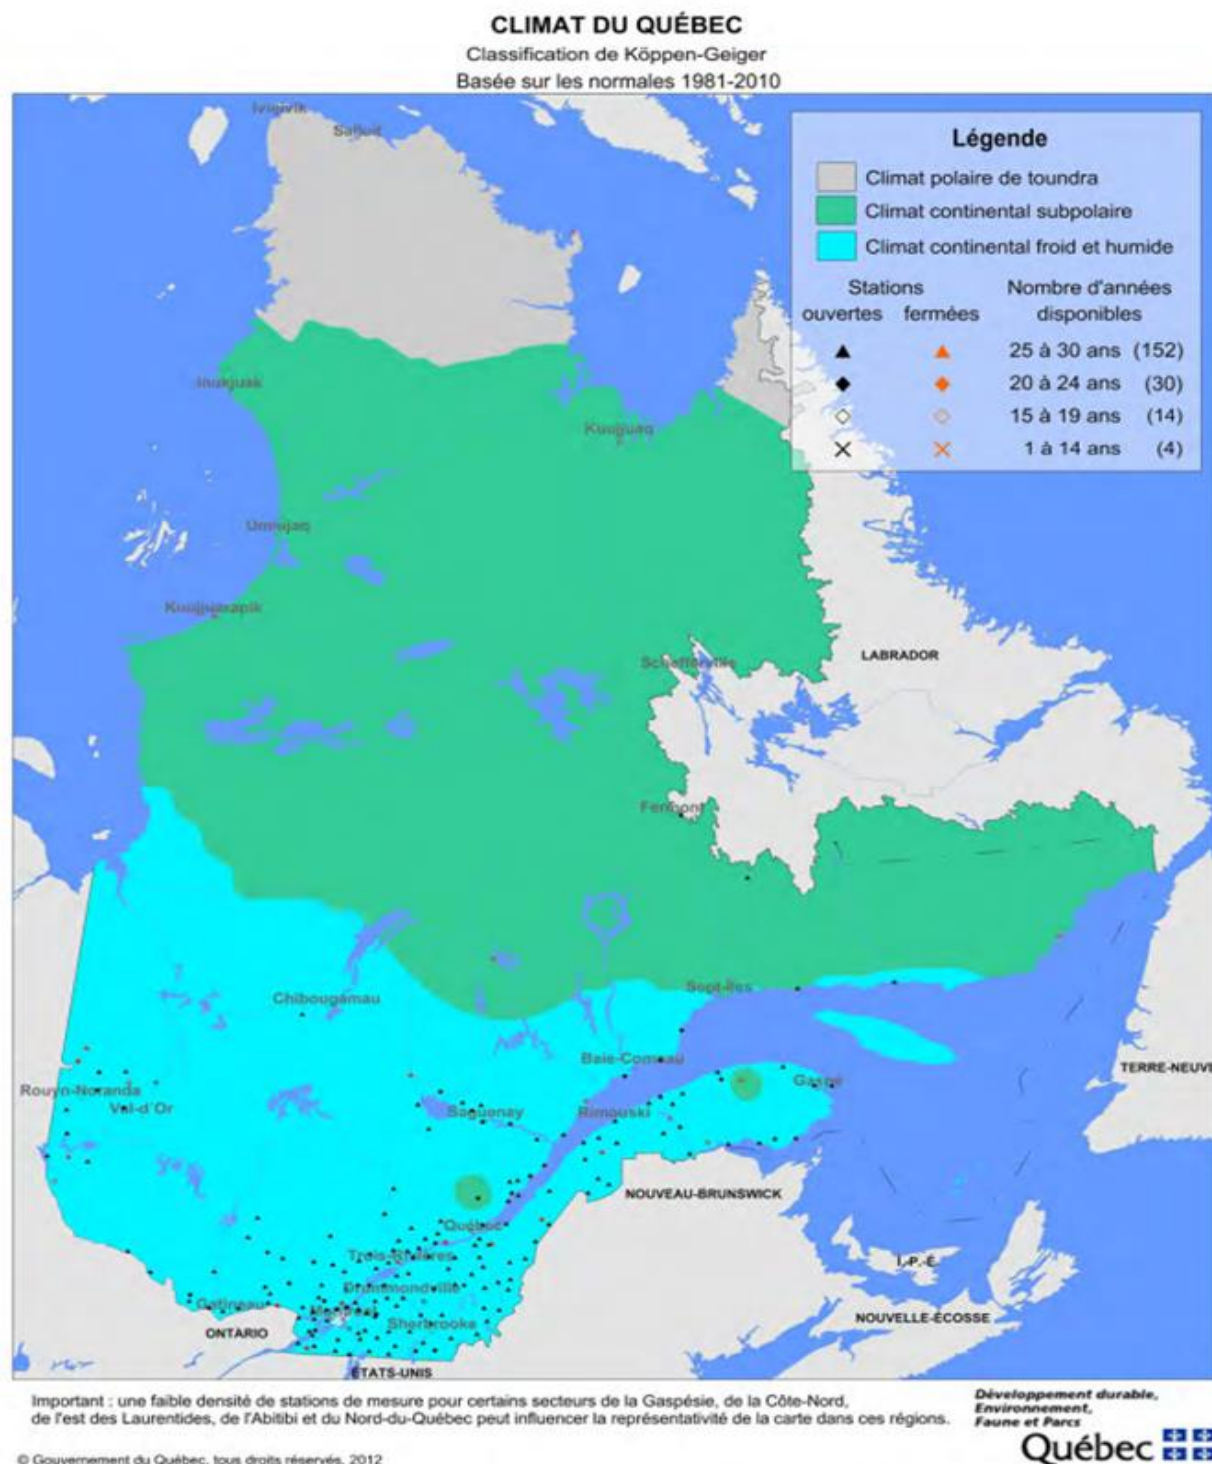 CLIMAT DU QUÉBEC
Classification de Köppen-Geiger
Basée sur les normales 1981-2010
Légende
Climat polaire de toundra
Climat continental subpolaire
Climat continental froid et humide
Stations
ouvertes fermées
Nombre d'années
disponibles
25 à 30 ans (152)
20 à 24 ans (30)
15 à 19 ans (14)
1 à 14 ans (4)
Ivujivik
Salluit
Inukjuak
Kuujjuaq
Umiujaq
Kuujjuarapik
Schefferville
LABRADOR
Fermont
Sept-Îles
Chibougamau
Baie-Comeau
TERRE-NEUVE
Rouyn-Noranda
Val-d'Or
Gaspé
Saguenay
Rimouski
NOUVEAU-BRUNSWICK
Québec
Trois-Rivières
Î.-P.-É.
Drummondville
Gatineau
Montréal
Sherbrooke
NOUVELLE-ÉCOSSE
ONTARIO
ÉTATS-UNIS
Important : une faible densité de stations de mesure pour certains secteurs de la Gaspésie, de la Côte-Nord,
de l'est des Laurentides, de l'Abitibi et du Nord-du-Québec peut influencer la représentativité de la carte dans ces régions.
Développement durable,
Environnement,
Faune et Parcs
Québec
© Gouvernement du Québec, tous droits réservés, 2012